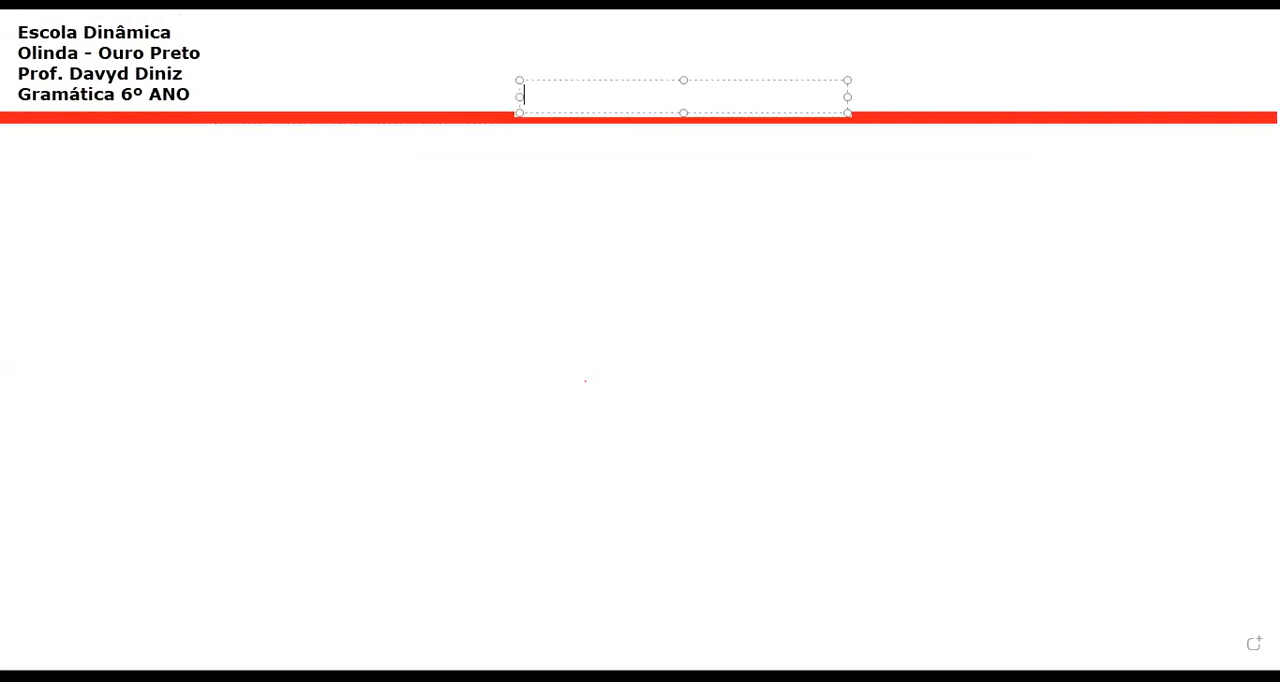 Escola Dinâmica
Olinda - Ouro Preto
Prof. Davyd Diniz
Gramática 6º ANO